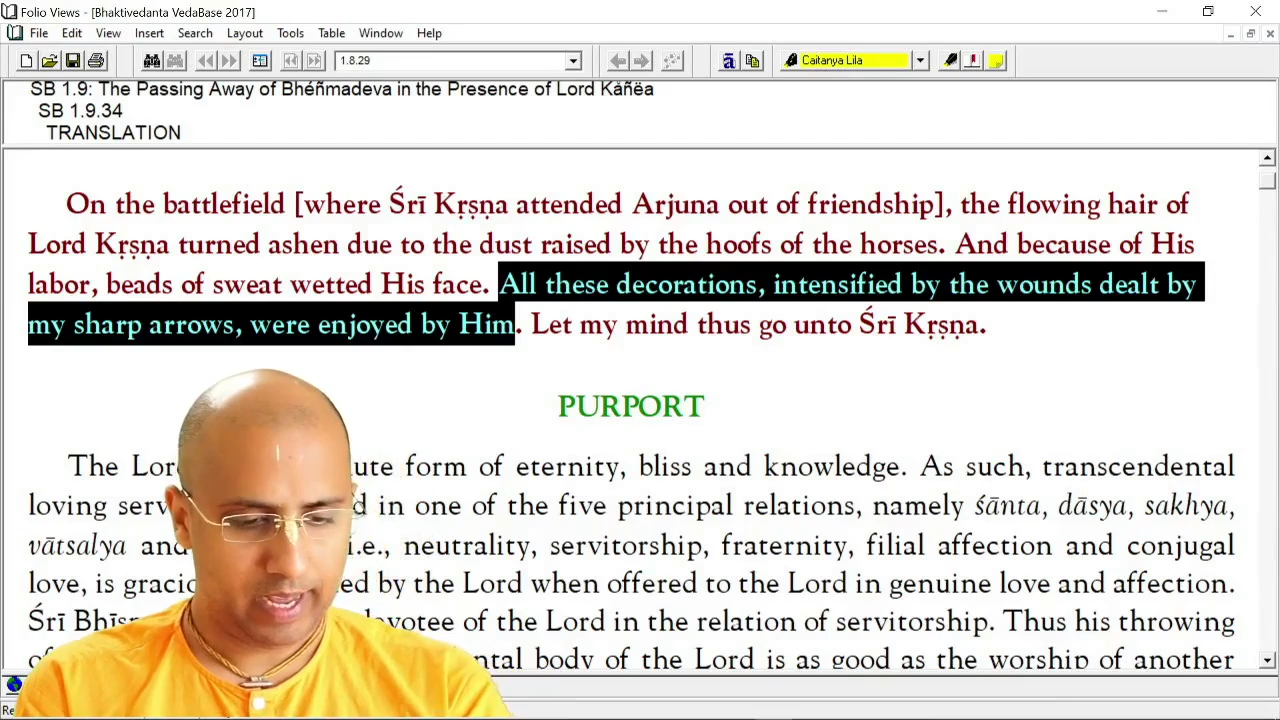 Folio Views - [Bhaktivedanta VedaBase 2017]
File Edit View Insert Search Layout Tools Table Window Help
1.8.29
Caitanya Lila
SB 1.9: The Passing Away of Bhéñmadeva in the Presence of Lord Kåñëa
SB 1.9.34
TRANSLATION
On the battlefield [where Śrī Kṛṣṇa attended Arjuna out of friendship], the flowing hair of
Lord Kṛṣṇa turned ashen due to the dust raised by the hoofs of the horses. And because of His
labor, beads of sweat wetted His face. All these decorations, intensified by the wounds dealt by
my sharp arrows, were enjoyed by Him. Let my mind thus go unto Śrī Kṛṣṇa.
PURPORT
The form of eternity, bliss and knowledge. As such, transcendental
loving in one of the five principal relations, namely śānta, dāsya, sakhya,
vātsalya and i.e., neutrality, servitorship, fraternity, filial affection and conjugal
love, is by the Lord when offered to the Lord in genuine love and affection.
Śrī of the Lord in the relation of servitorship. Thus his throwing
body of the Lord is as good as the worship of another